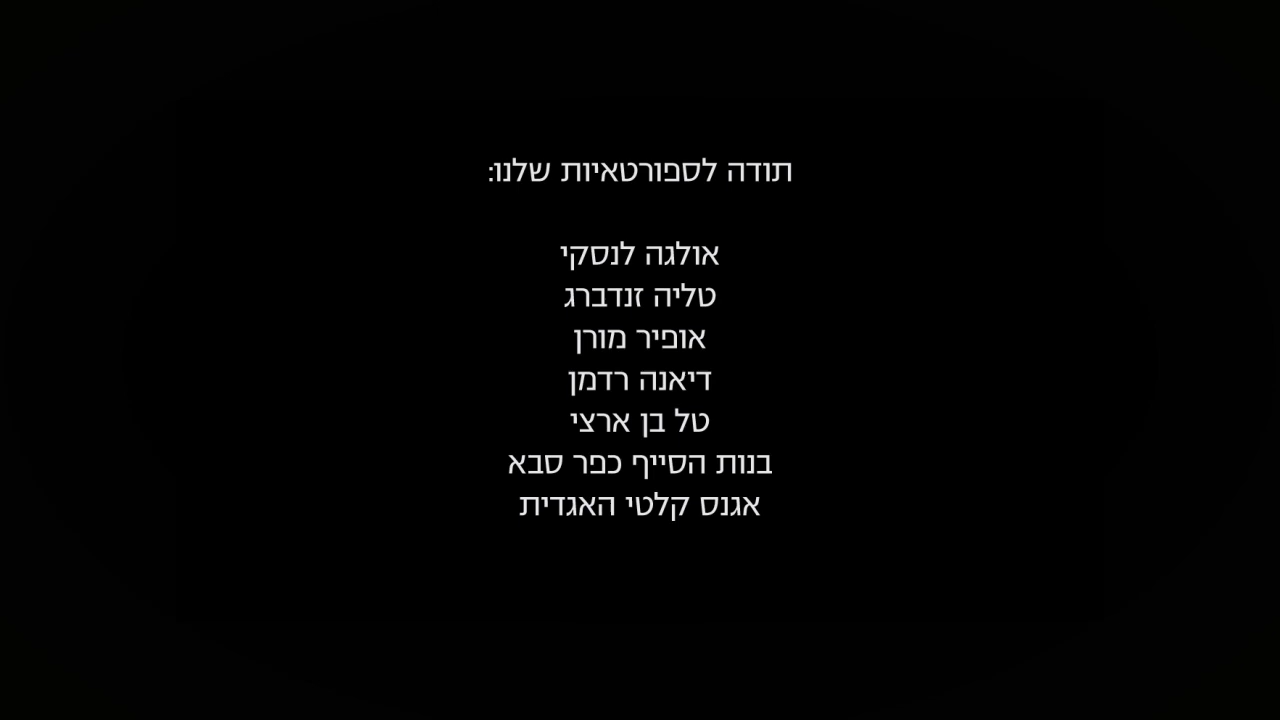 תודה לספורטאיות שלנו:
אולגה לנסקי
טליה זנדברג
אופיר מורן
דיאנה רדמן
טל בן ארצי
בנות הסייף כפר סבא
אגנס קלטי האגדית